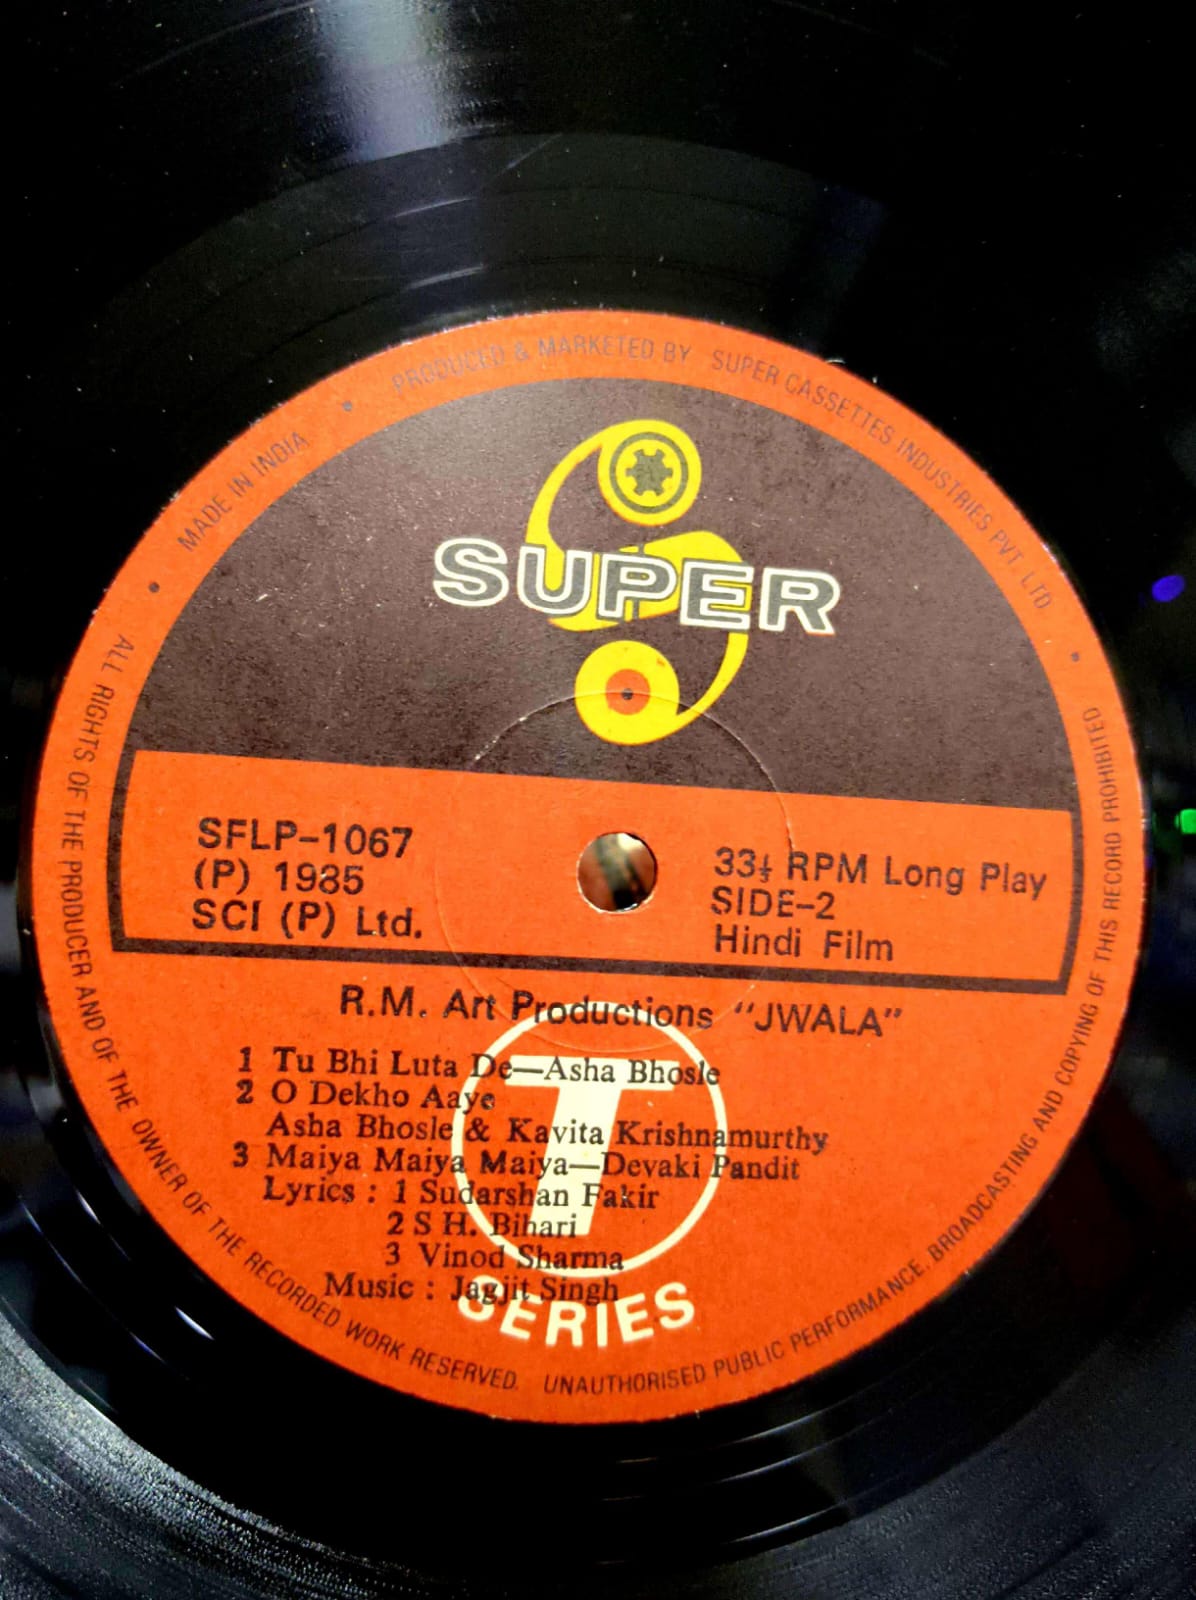 PRODUCED & MARKETED BY SUPER CASSETTES INDUSTRIES PVT LTD
MADE IN INDIA
SUPER
SFLP-1067
(P) 1985
SCI (P) Ltd.
33⅓ RPM Long Play
SIDE-2
Hindi Film
R.M. Art Productions "JWALA"
1 Tu Bhi Luta De—Asha Bhosle
2 O Dekho Aaye
Asha Bhosle & Kavita Krishnamurthy
3 Maiya Maiya Maiya—Devaki Pandit
Lyrics : 1 Sudarshan Fakir
2 S H. Bihari
3 Vinod Sharma
Music : Jagjit Singh
T
SERIES
ALL RIGHTS OF THE PRODUCER AND OF THE OWNER OF THE RECORDED WORK RESERVED. UNAUTHORISED PUBLIC PERFORMANCE, BROADCASTING AND COPYING OF THIS RECORD PROHIBITED